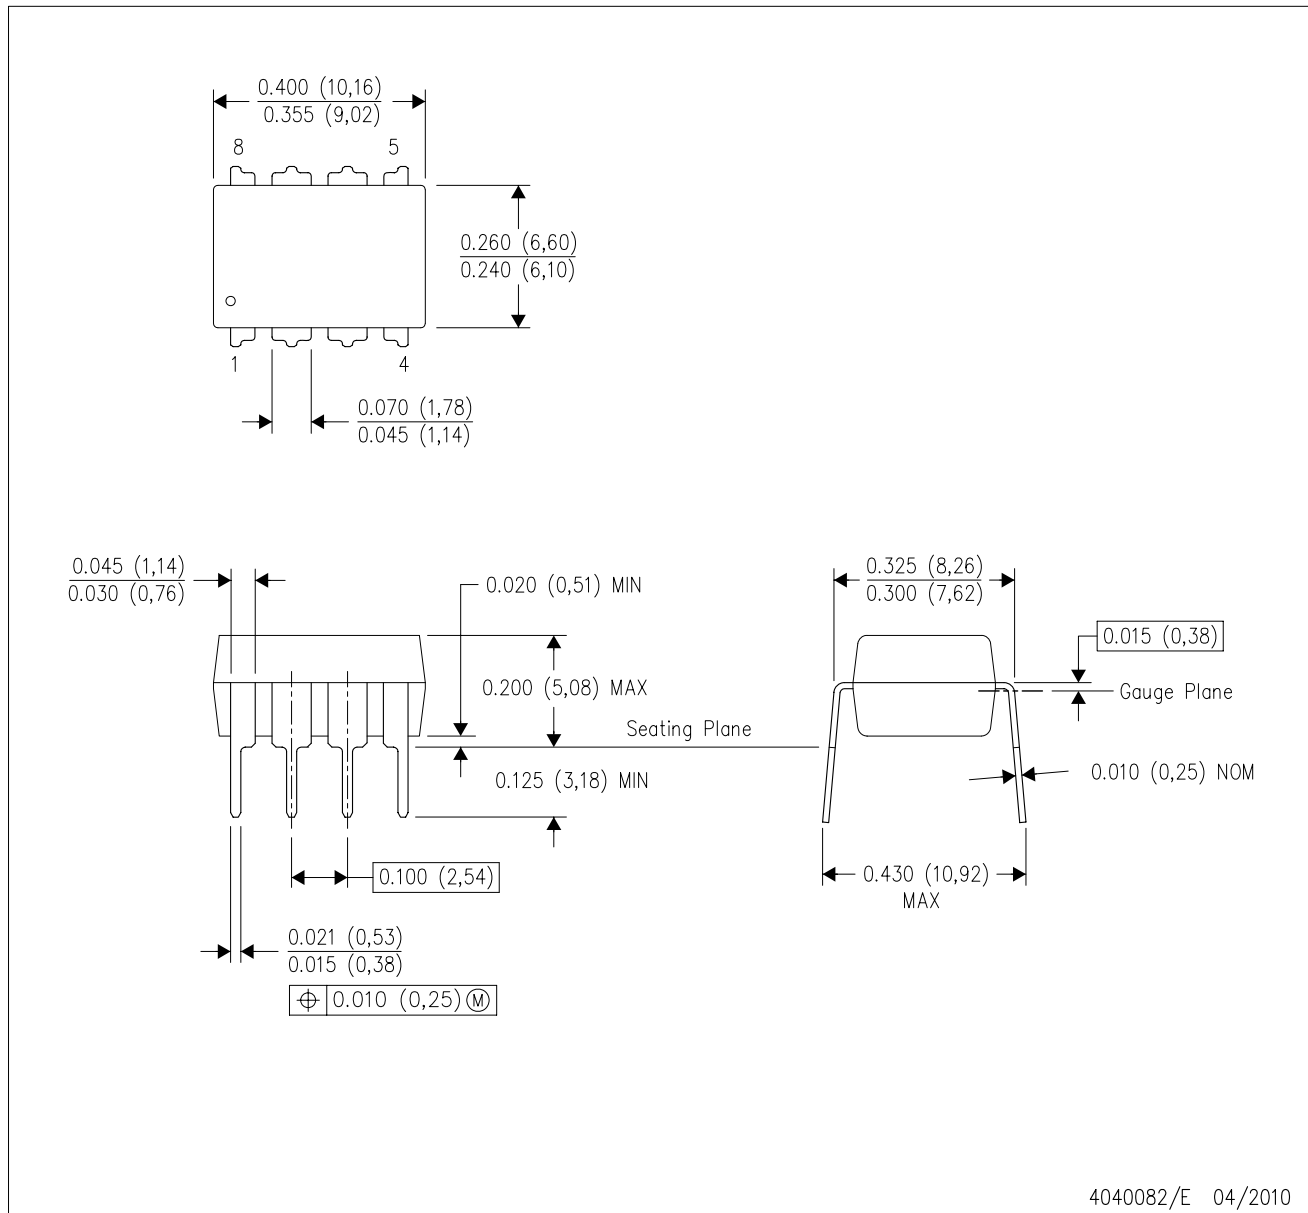 0.400 (10,16)
0.355 (9,02)
8
5
0.260 (6,60)
0.240 (6,10)
1
4
0.070 (1,78)
0.045 (1,14)
0.045 (1,14)
0.030 (0,76)
0.020 (0,51) MIN
0.325 (8,26)
0.300 (7,62)
0.015 (0,38)
0.200 (5,08) MAX
Gauge Plane
Seating Plane
0.125 (3,18) MIN
0.010 (0,25) NOM
0.100 (2,54)
0.430 (10,92)
MAX
0.021 (0,53)
0.015 (0,38)
⌖ 0.010 (0,25) Ⓜ
4040082/E 04/2010